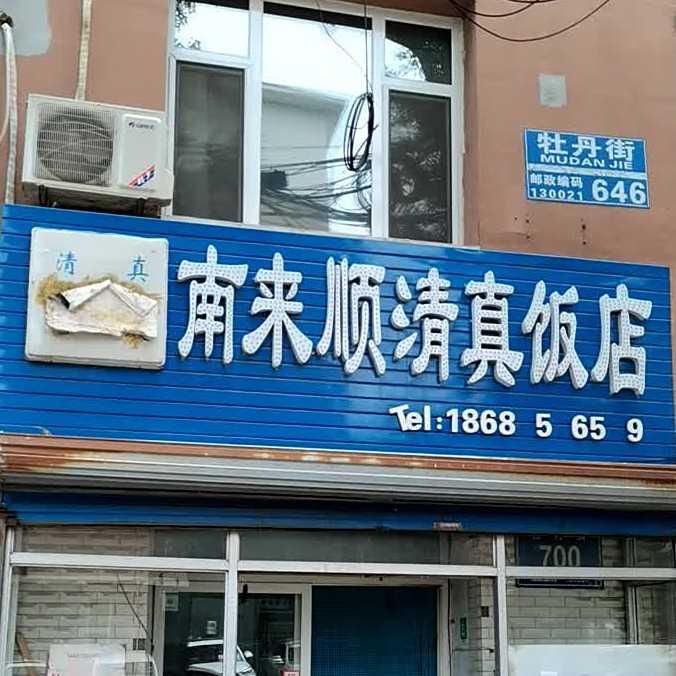 牡丹街
MUDAN JIE
邮政编码
130021
646
清 真
南来顺清真饭店
Tel:1868 5 65 9
700